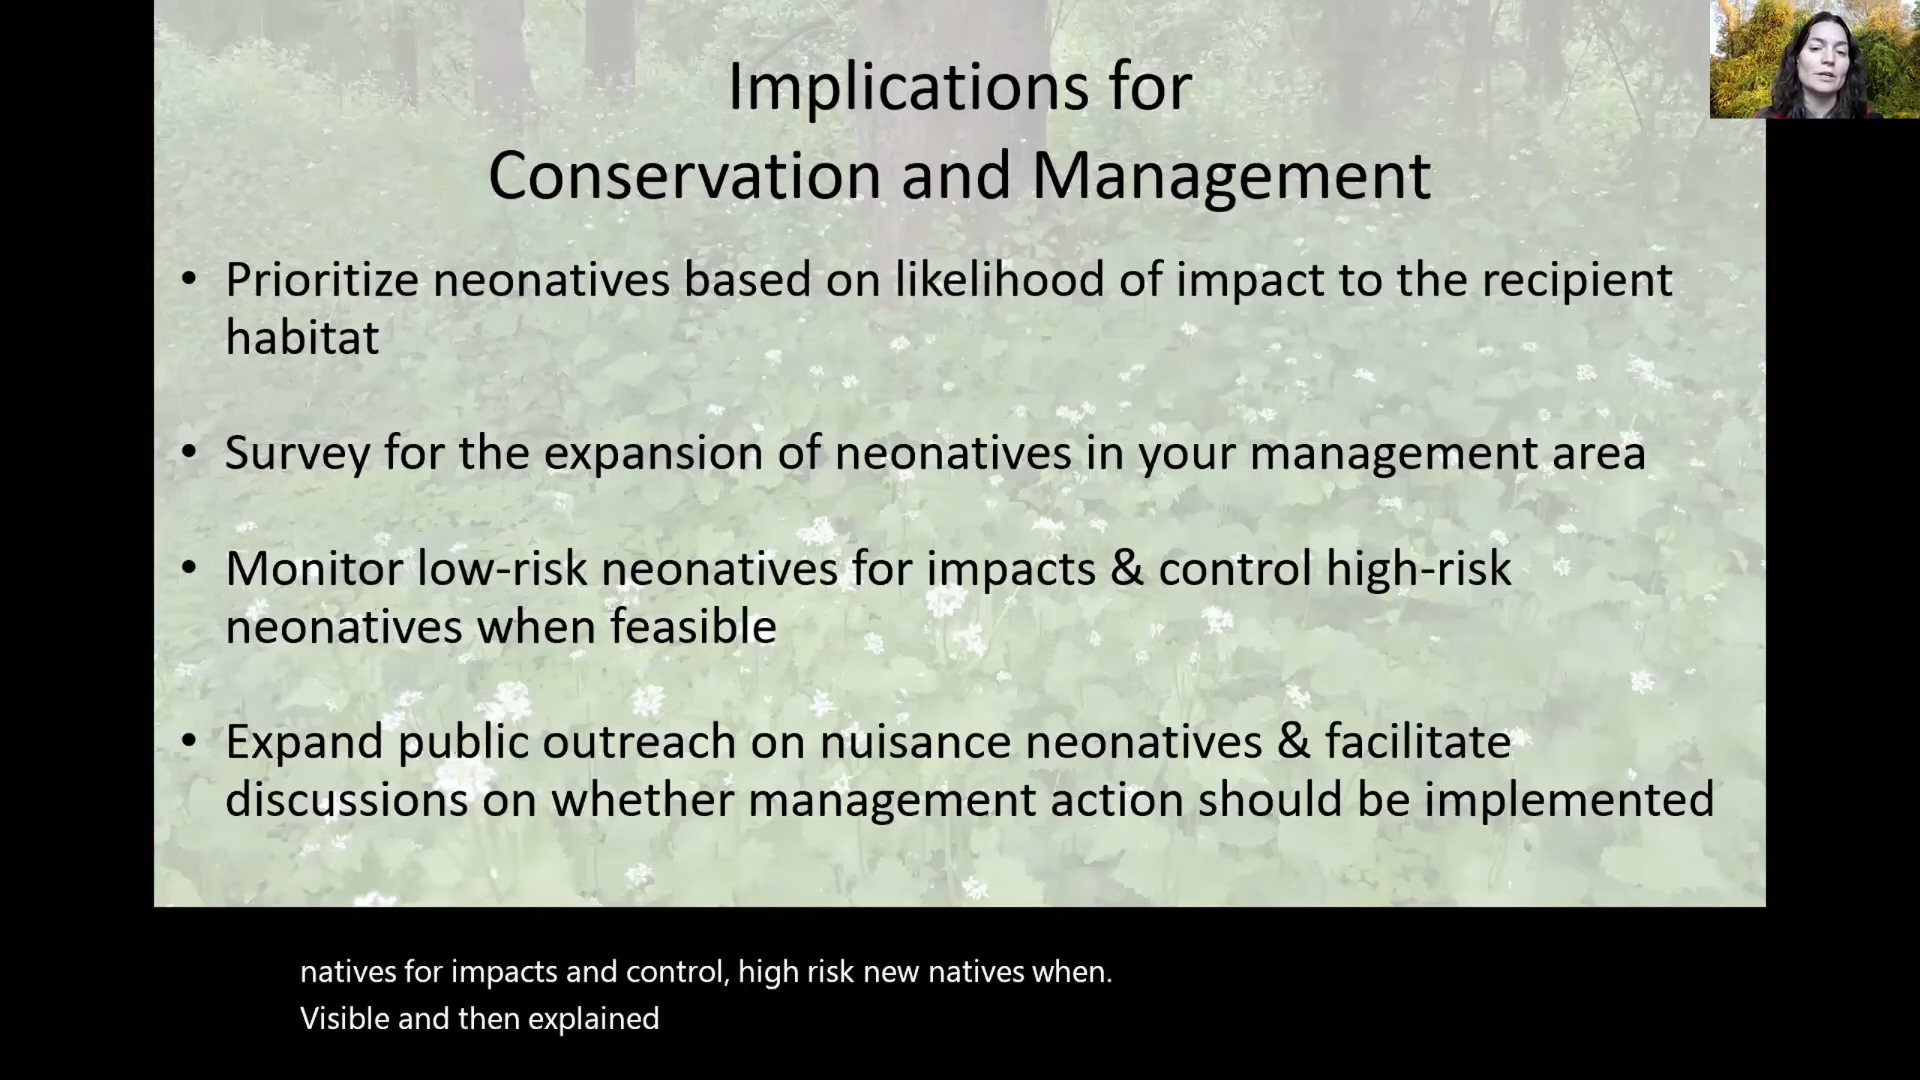 Implications for
Conservation and Management
• Prioritize neonatives based on likelihood of impact to the recipient
habitat
• Survey for the expansion of neonatives in your management area
• Monitor low-risk neonatives for impacts & control high-risk
neonatives when feasible
• Expand public outreach on nuisance neonatives & facilitate
discussions on whether management action should be implemented
natives for impacts and control, high risk new natives when.
Visible and then explained